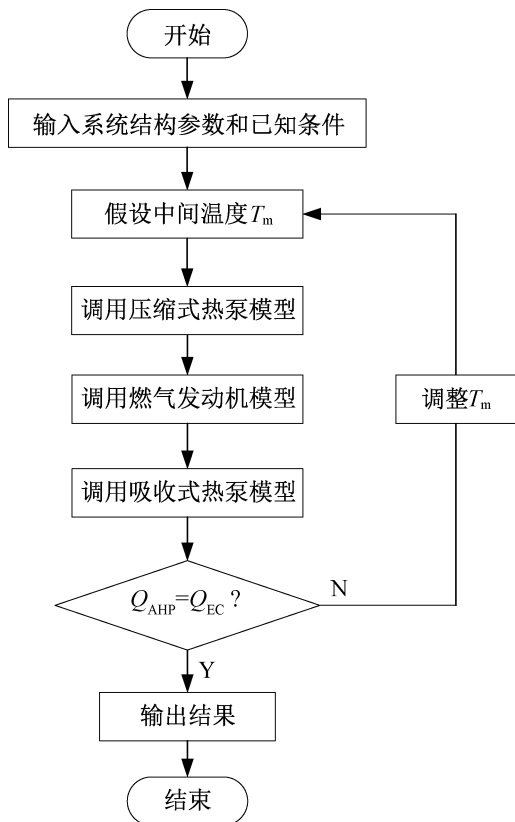 开始
输入系统结构参数和已知条件
假设中间温度Tm
调用压缩式热泵模型
调用燃气发动机模型
调整Tm
调用吸收式热泵模型
QAHP=QEC?
N
Y
输出结果
结束